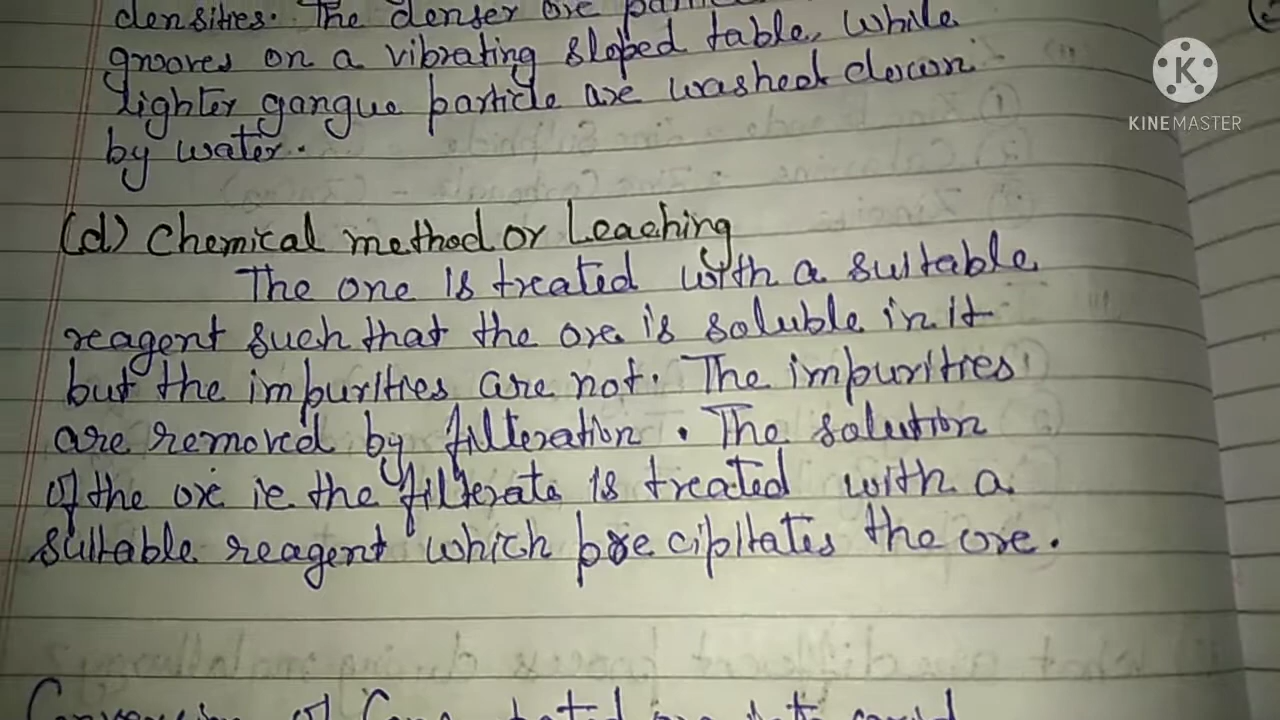 densities. The denser ore
grooves on a vibrating sloped table, while
lighter gangue particle are washed down
by water.
(d) Chemical method or Leaching
The one is treated with a suitable
reagent such that the ore is soluble in it
but the impurities are not. The impurities
are removed by filteration. The solution
of the ore ie the filterate is treated with a
suitable reagent which precipitates the ore.
of
K
KINEMASTER